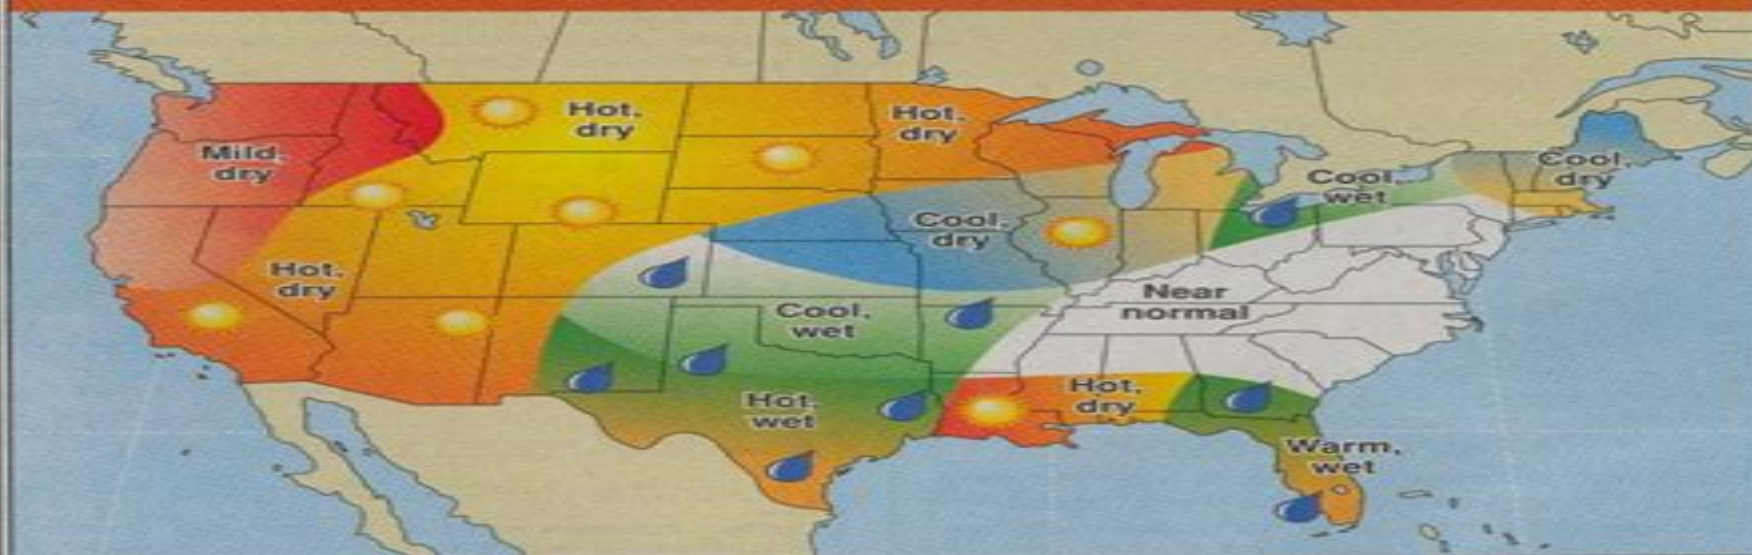 Hot,
dry
Hot,
dry
Mild,
dry
Cool,
dry
Cool,
wet
Cool,
dry
Hot,
dry
Near
normal
Cool,
wet
Hot,
dry
Hot,
wet
Warm,
wet